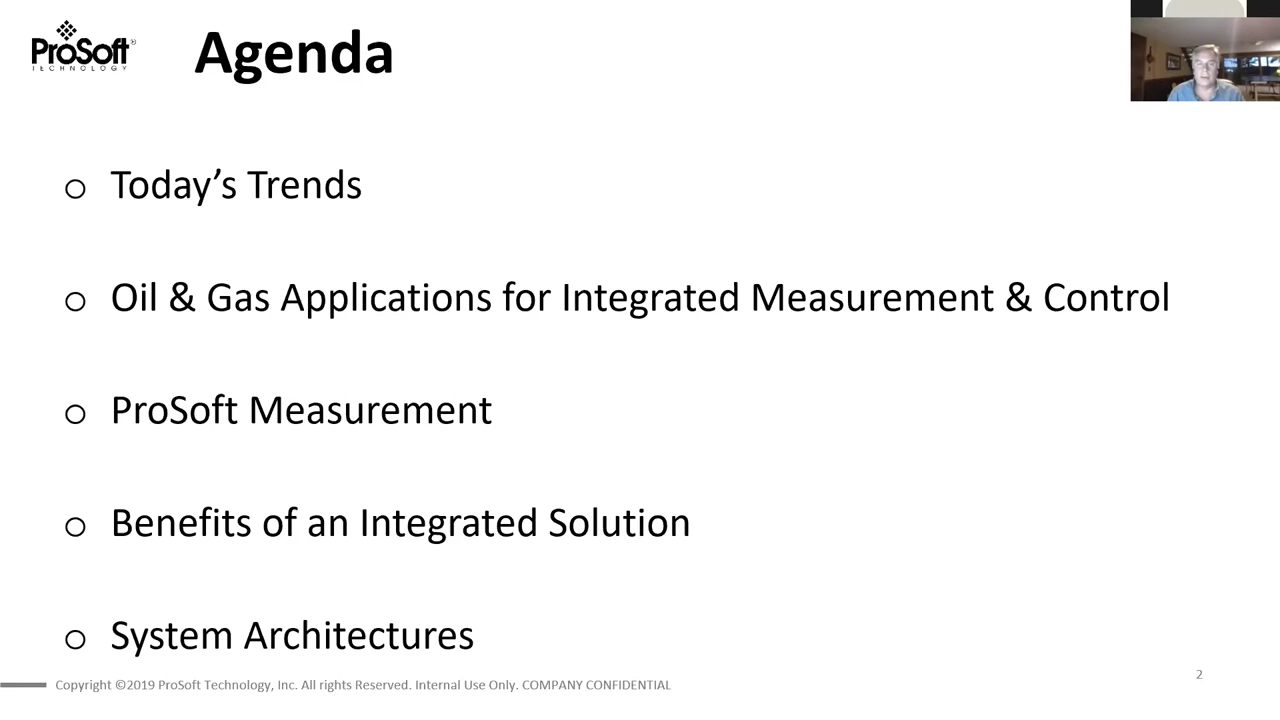 ProSoft®
TECHNOLOGY
Agenda
o Today’s Trends
o Oil & Gas Applications for Integrated Measurement & Control
o ProSoft Measurement
o Benefits of an Integrated Solution
o System Architectures
Copyright ©2019 ProSoft Technology, Inc. All rights Reserved. Internal Use Only. COMPANY CONFIDENTIAL
2